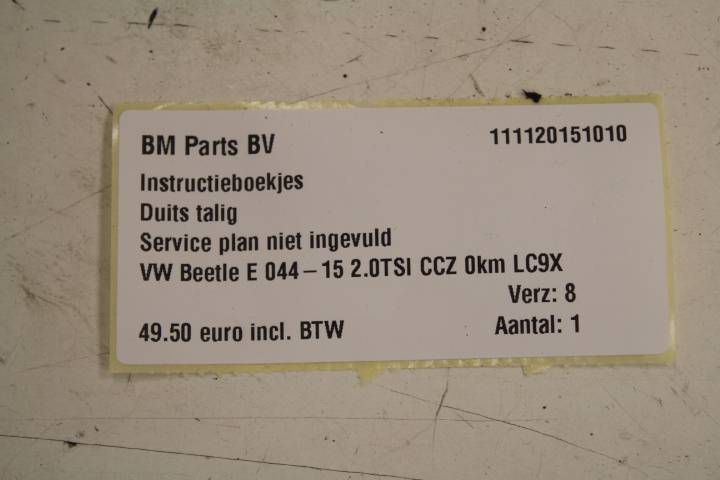 BM Parts BV 111120151010
Instructieboekjes
Duits talig
Service plan niet ingevuld
VW Beetle E 044-15 2.0TSI CCZ 0km LC9X
Verz: 8
49.50 euro incl. BTW Aantal: 1